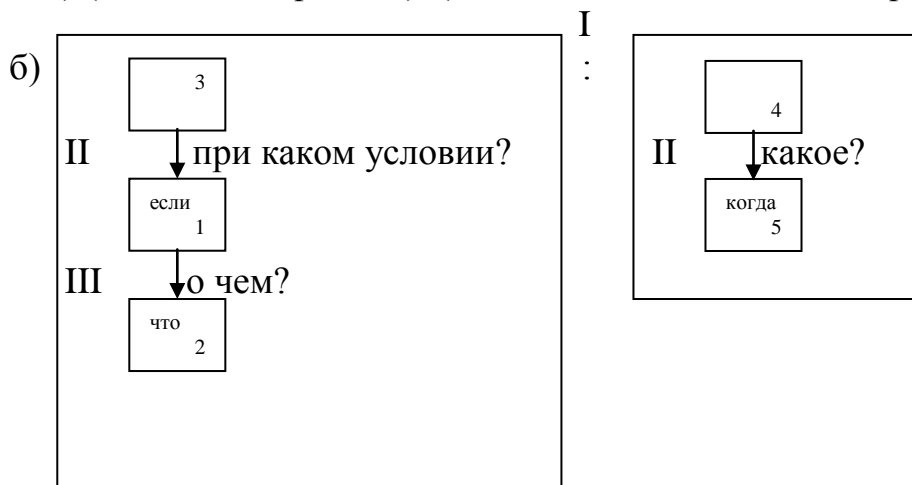 I
б)
:
3
4
II
при каком условии?
II
какое?
если
1
когда
5
III
о чем?
что
2